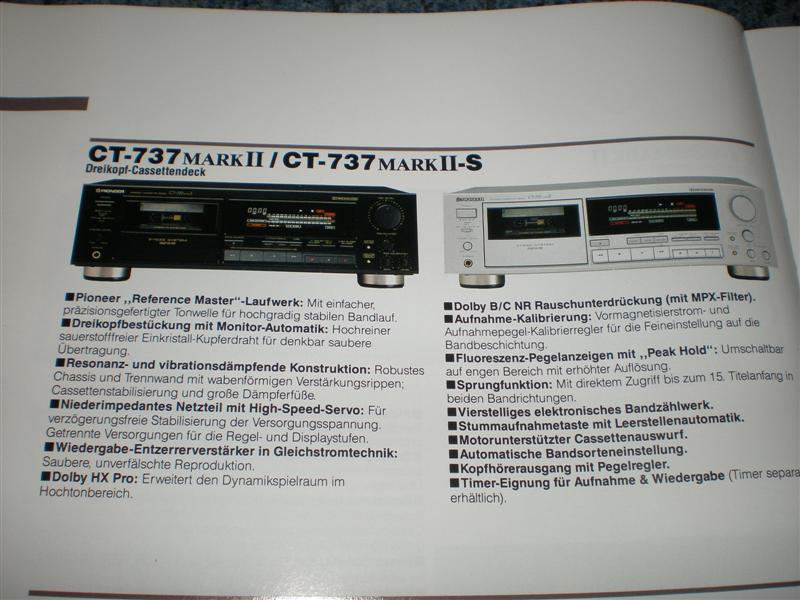 CT-737 MARK II / CT-737 MARK II-S
Dreikopf-Cassettendeck
PIONEER
■Pioneer ,,Reference Master"-Laufwerk: Mit einfacher,
präzisionsgefertigter Tonwelle für hochgradig stabilen Bandlauf.
■Dreikopfbestückung mit Monitor-Automatik: Hochreiner
sauerstofffreier Einkristall-Kupferdraht für denkbar saubere
Übertragung.
■Resonanz- und vibrationsdämpfende Konstruktion: Robustes
Chassis und Trennwand mit wabenförmigen Verstärkungsrippen;
Cassettenstabilisierung und große Dämpferfüße.
■Niederimpedantes Netzteil mit High-Speed-Servo: Für
verzögerungsfreie Stabilisierung der Versorgungsspannung.
Getrennte Versorgungen für die Regel- und Displaystufen.
■Wiedergabe-Entzerrerverstärker in Gleichstromtechnik:
Saubere, unverfälschte Reproduktion.
■Dolby HX Pro: Erweitert den Dynamikspielraum im
Hochtonbereich.
■Dolby B/C NR Rauschunterdrückung (mit MPX-Filter).
■Aufnahme-Kalibrierung: Vormagnetisierstrom- und
Aufnahmepegel-Kalibrierregler für die Feineinstellung auf die
Bandbeschichtung.
■Fluoreszenz-Pegelanzeigen mit ,,Peak Hold": Umschaltbar
auf engen Bereich mit erhöhter Auflösung.
■Sprungfunktion: Mit direktem Zugriff bis zum 15. Titelanfang in
beiden Bandrichtungen.
■Vierstelliges elektronisches Bandzählwerk.
■Stummaufnahmetaste mit Leerstellenautomatik.
■Motorunterstützter Cassettenauswurf.
■Automatische Bandsorteneinstellung.
■Kopfhörerausgang mit Pegelregler.
■Timer-Eignung für Aufnahme & Wiedergabe (Timer separa
erhältlich).